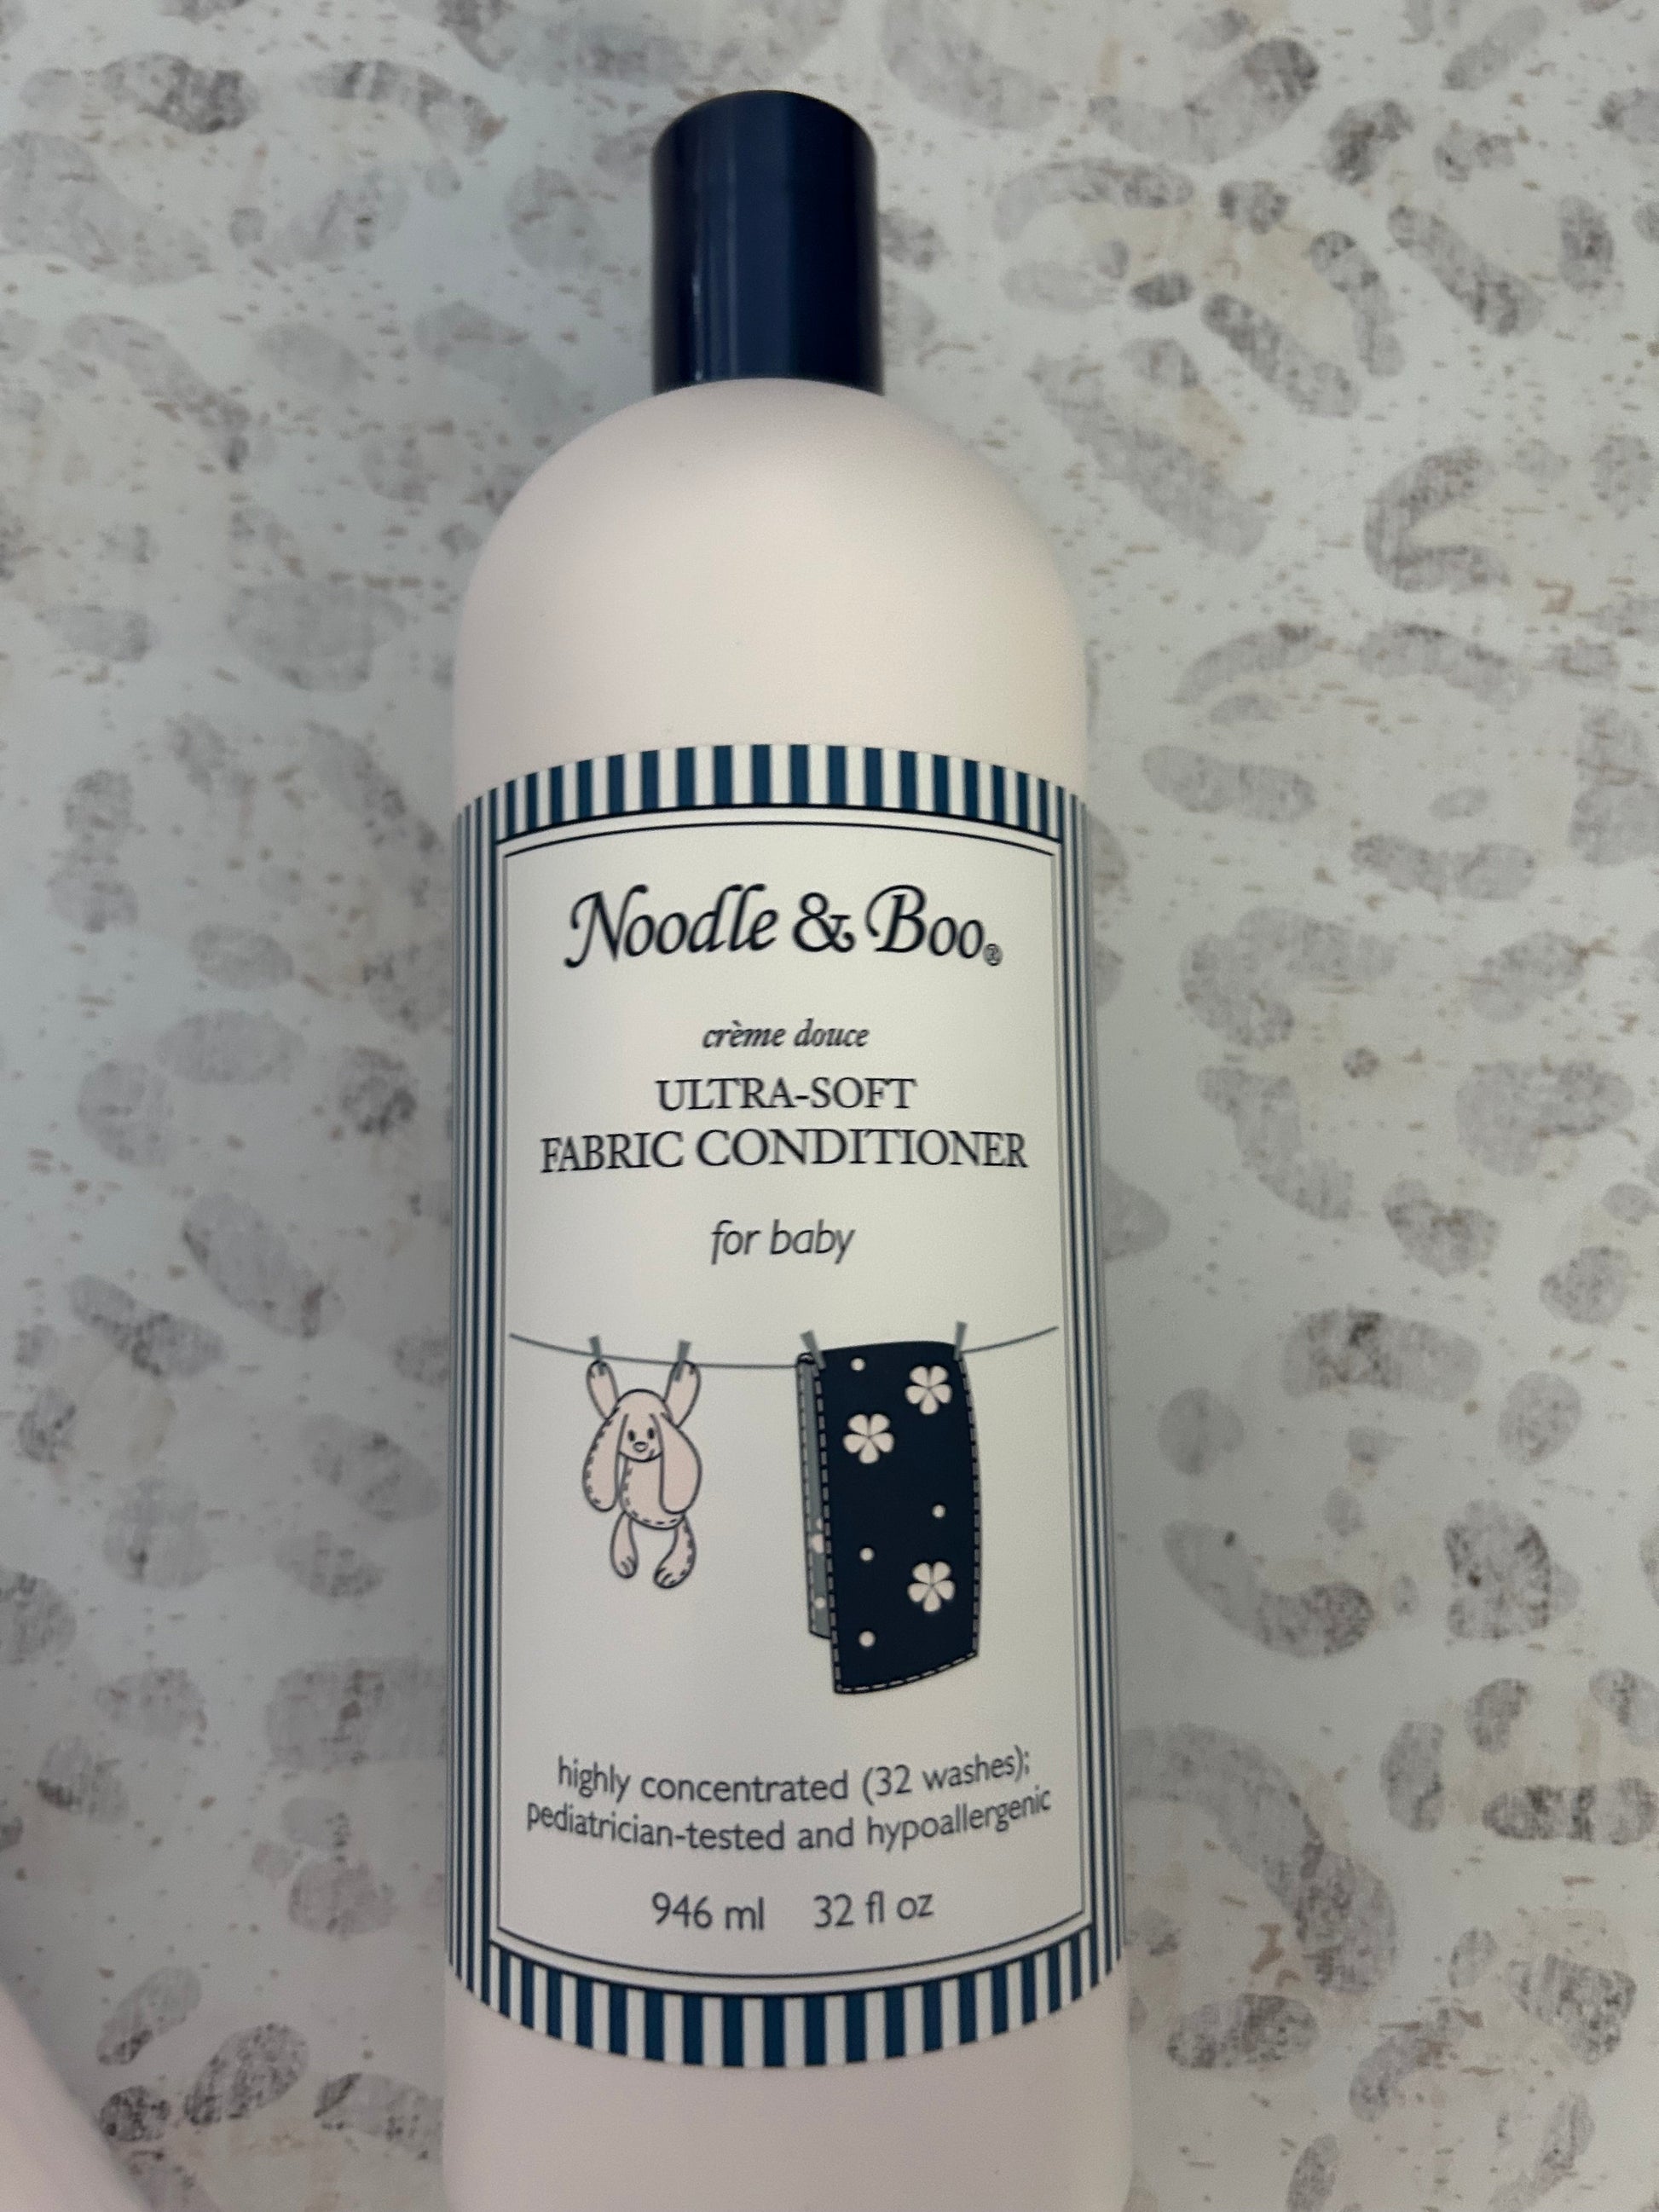 Noodle & Boo®
crème douce
ULTRA-SOFT
FABRIC CONDITIONER
for baby
highly concentrated (32 washes);
pediatrician-tested and hypoallergenic
946 ml 32 fl oz